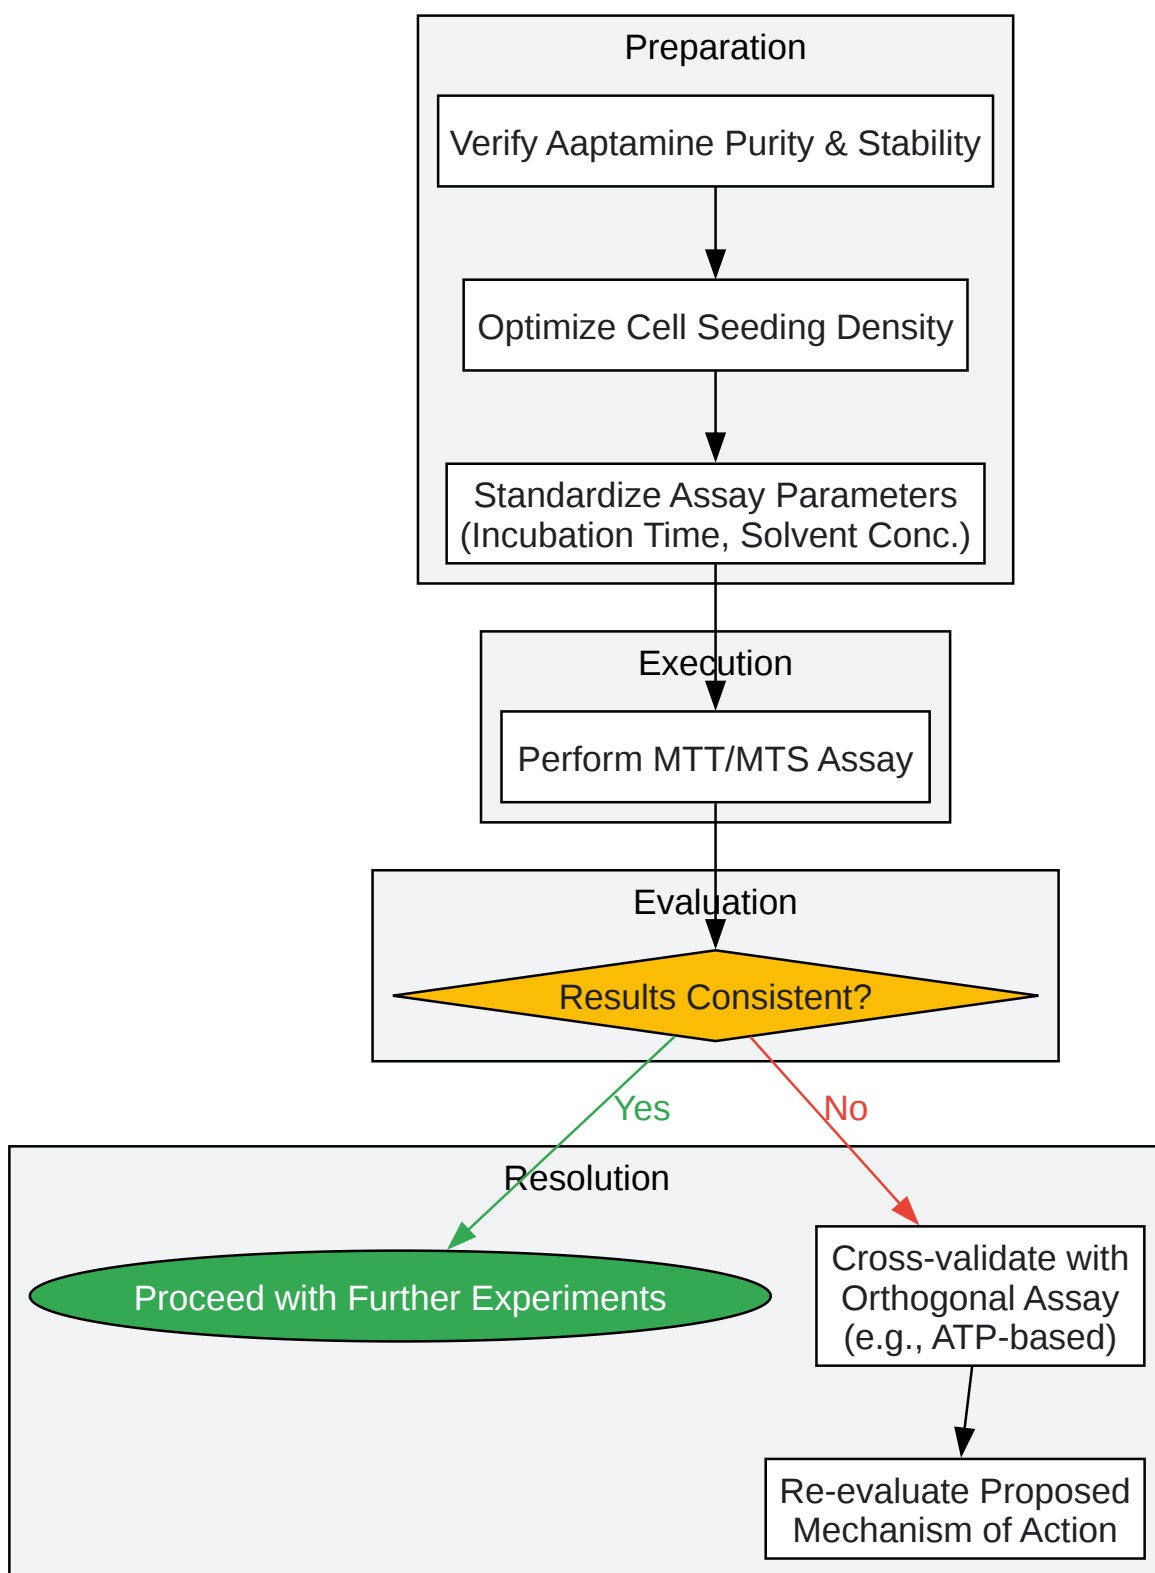 Preparation
Verify Aaptamine Purity & Stability
Optimize Cell Seeding Density
Standardize Assay Parameters
(Incubation Time, Solvent Conc.)
Execution
Perform MTT/MTS Assay
Evaluation
Results Consistent?
Yes
No
Resolution
Proceed with Further Experiments
Cross-validate with
Orthogonal Assay
(e.g., ATP-based)
Re-evaluate Proposed
Mechanism of Action